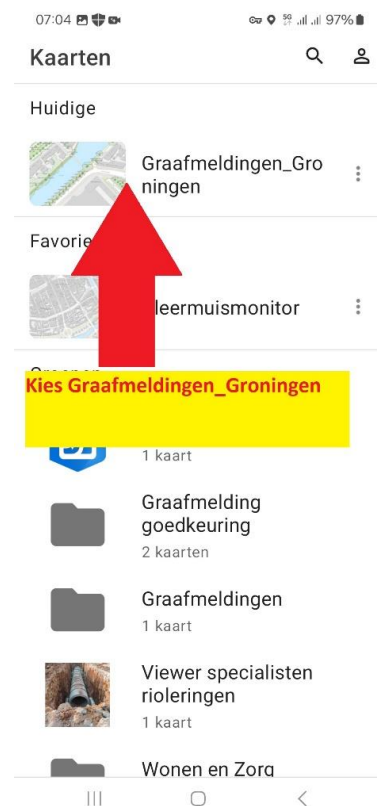 07:04 5G 97%
Kaarten
Huidige
Graafmeldingen_Gro
ningen
Favorie
leermuismonitor
Kies Graafmeldingen_Groningen
1 kaart
Graafmelding
goedkeuring
2 kaarten
Graafmeldingen
1 kaart
Viewer specialisten
rioleringen
1 kaart
Wonen en Zorg